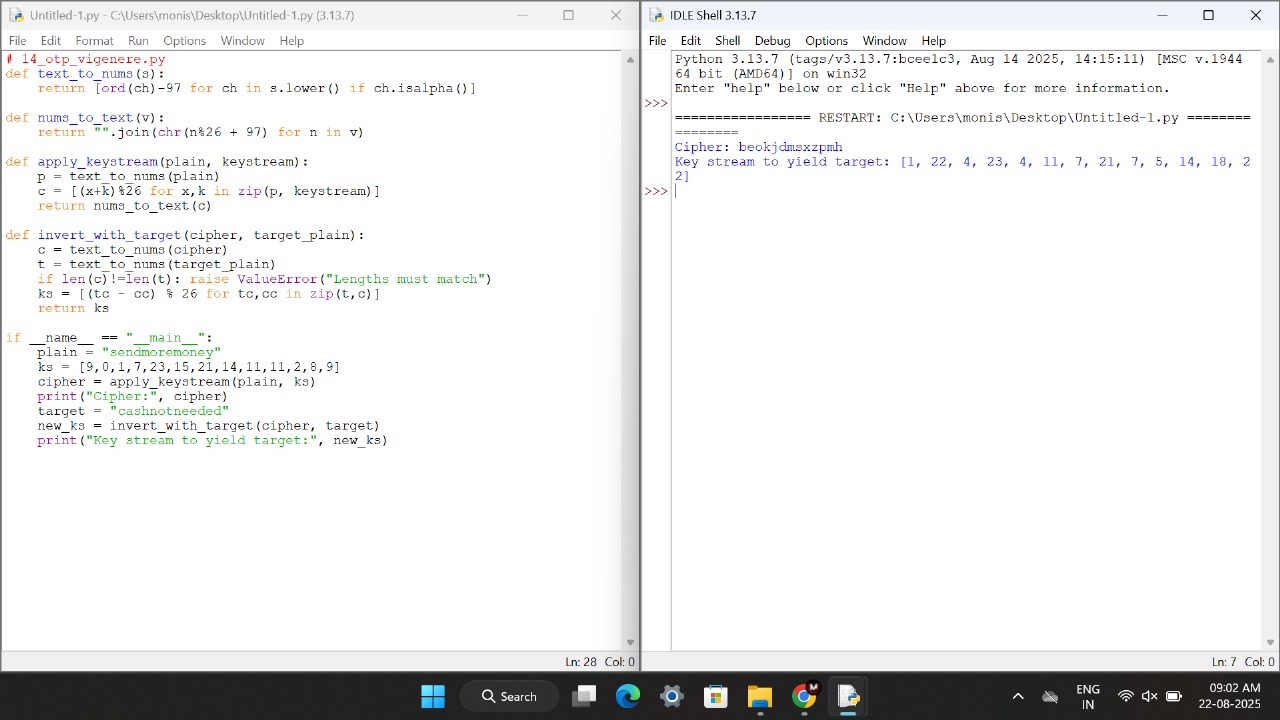 Untitled-1.py - C:\Users\monis\Desktop\Untitled-1.py (3.13.7)
File Edit Format Run Options Window Help
# 14_otp_vigenere.py
def text_to_nums(s):
    return [ord(ch)-97 for ch in s.lower() if ch.isalpha()]

def nums_to_text(v):
    return "".join(chr(n%26 + 97) for n in v)

def apply_keystream(plain, keystream):
    p = text_to_nums(plain)
    c = [(x+k)%26 for x,k in zip(p, keystream)]
    return nums_to_text(c)

def invert_with_target(cipher, target_plain):
    c = text_to_nums(cipher)
    t = text_to_nums(target_plain)
    if len(c)!=len(t): raise ValueError("Lengths must match")
    ks = [(tc - cc) % 26 for tc,cc in zip(t,c)]
    return ks

if __name__ == "__main__":
    plain = "sendmoremoney"
    ks = [9,0,1,7,23,15,21,14,11,11,2,8,9]
    cipher = apply_keystream(plain, ks)
    print("Cipher:", cipher)
    target = "cashnotneeded"
    new_ks = invert_with_target(cipher, target)
    print("Key stream to yield target:", new_ks)
Ln: 28 Col: 0
IDLE Shell 3.13.7
File Edit Shell Debug Options Window Help
Python 3.13.7 (tags/v3.13.7:bcee1c3, Aug 14 2025, 14:15:11) [MSC v.1944
64 bit (AMD64)] on win32
Enter "help" below or click "Help" above for more information.
>>>
================= RESTART: C:\Users\monis\Desktop\Untitled-1.py ========
========
Cipher: beokjdmsxzpmh
Key stream to yield target: [1, 22, 4, 23, 4, 11, 7, 21, 7, 5, 14, 18, 2
2]
>>>
Ln: 7 Col: 0
Search
M
ENG
IN
09:02 AM
22-08-2025